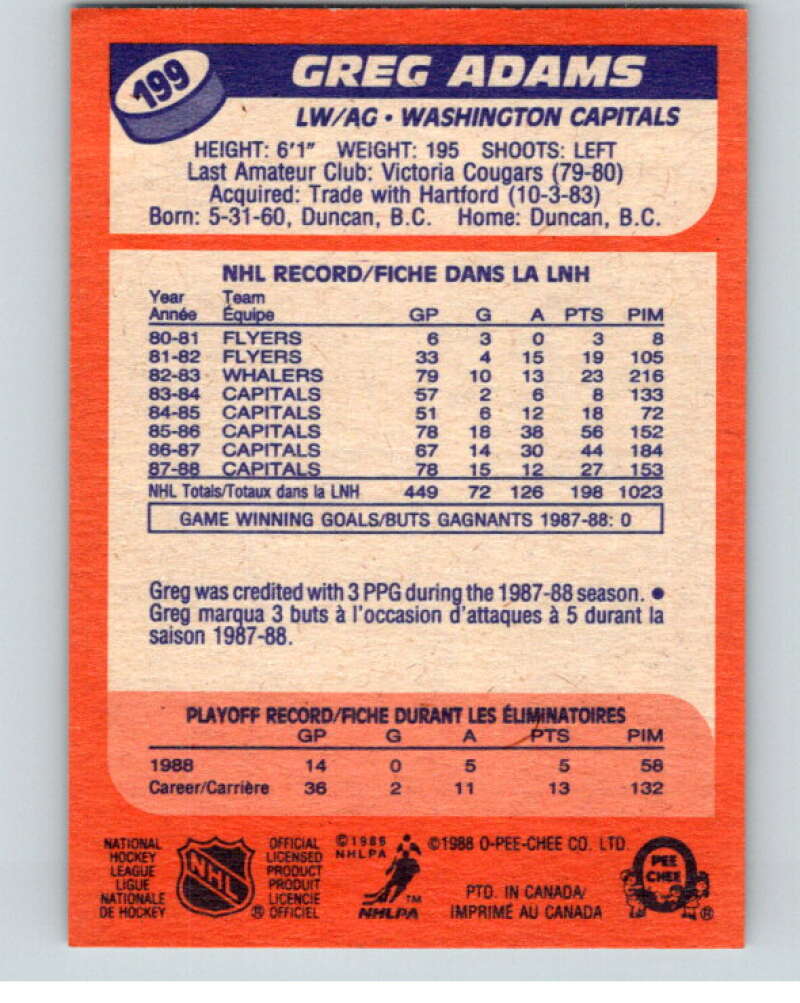 199
GREG ADAMS
LW/AG • WASHINGTON CAPITALS
HEIGHT: 6'1" WEIGHT: 195 SHOOTS: LEFT
Last Amateur Club: Victoria Cougars (79-80)
Acquired: Trade with Hartford (10-3-83)
Born: 5-31-60, Duncan, B.C. Home: Duncan, B.C.
NHL RECORD/FICHE DANS LA LNH
Year Team
Année Équipe GP G A PTS PIM
80-81 FLYERS 6 3 0 3 8
81-82 FLYERS 33 4 15 19 105
82-83 WHALERS 79 10 13 23 216
83-84 CAPITALS 57 2 6 8 133
84-85 CAPITALS 51 6 12 18 72
85-86 CAPITALS 78 18 38 56 152
86-87 CAPITALS 67 14 30 44 184
87-88 CAPITALS 78 15 12 27 153
NHL Totals/Totaux dans la LNH 449 72 126 198 1023
GAME WINNING GOALS/BUTS GAGNANTS 1987-88: 0
Greg was credited with 3 PPG during the 1987-88 season. •
Greg marqua 3 buts à l'occasion d'attaques à 5 durant la
saison 1987-88.
PLAYOFF RECORD/FICHE DURANT LES ÉLIMINATOIRES
GP G A PTS PIM
1988 14 0 5 5 58
Career/Carrière 36 2 11 13 132
NATIONAL
HOCKEY
LEAGUE
LIGUE
NATIONALE
DE HOCKEY
NHL
®
OFFICIAL
LICENSED
PRODUCT
PRODUIT
LICENCIE
OFFICIEL
©1988
NHLPA
TM
NHLPA
©1988 O-PEE-CHEE CO. LTD.
PTD. IN CANADA/
IMPRIMÉ AU CANADA
PEE
CHEE
®